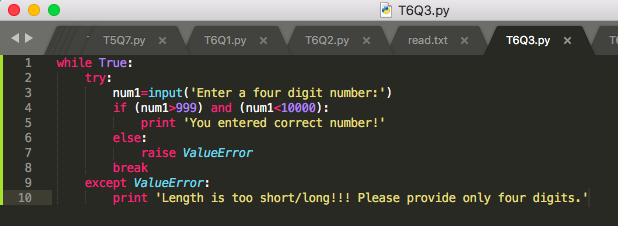 T6Q3.py
T5Q7.py × T6Q1.py × T6Q2.py × read.txt × T6Q3.py ×
1 while True:
2     try:
3         num1=input('Enter a four digit number:')
4         if (num1>999) and (num1<10000):
5             print 'You entered correct number!'
6         else:
7             raise ValueError
8         break
9     except ValueError:
10         print 'Length is too short/long!!! Please provide only four digits.'